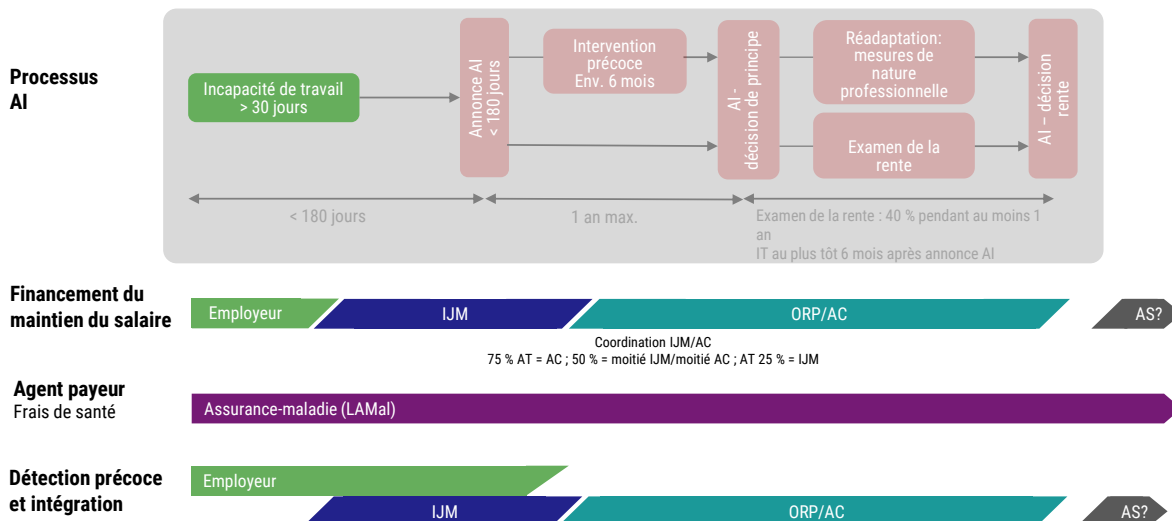 Processus
AI
Incapacité de travail
> 30 jours
Annonce AI
< 180 jours
Intervention
précoce
Env. 6 mois
AI -
décision de principe
Réadaptation:
mesures de
nature
professionnelle
Examen de la
rente
AI – décision
rente
< 180 jours
1 an max.
Examen de la rente : 40 % pendant au moins 1
an
IT au plus tôt 6 mois après annonce AI
Financement du
maintien du salaire
Employeur
IJM
ORP/AC
AS?
Coordination IJM/AC
75 % AT = AC ; 50 % = moitié IJM/moitié AC ; AT 25 % = IJM
Agent payeur
Frais de santé
Assurance-maladie (LAMal)
Détection précoce
et intégration
Employeur
IJM
ORP/AC
AS?